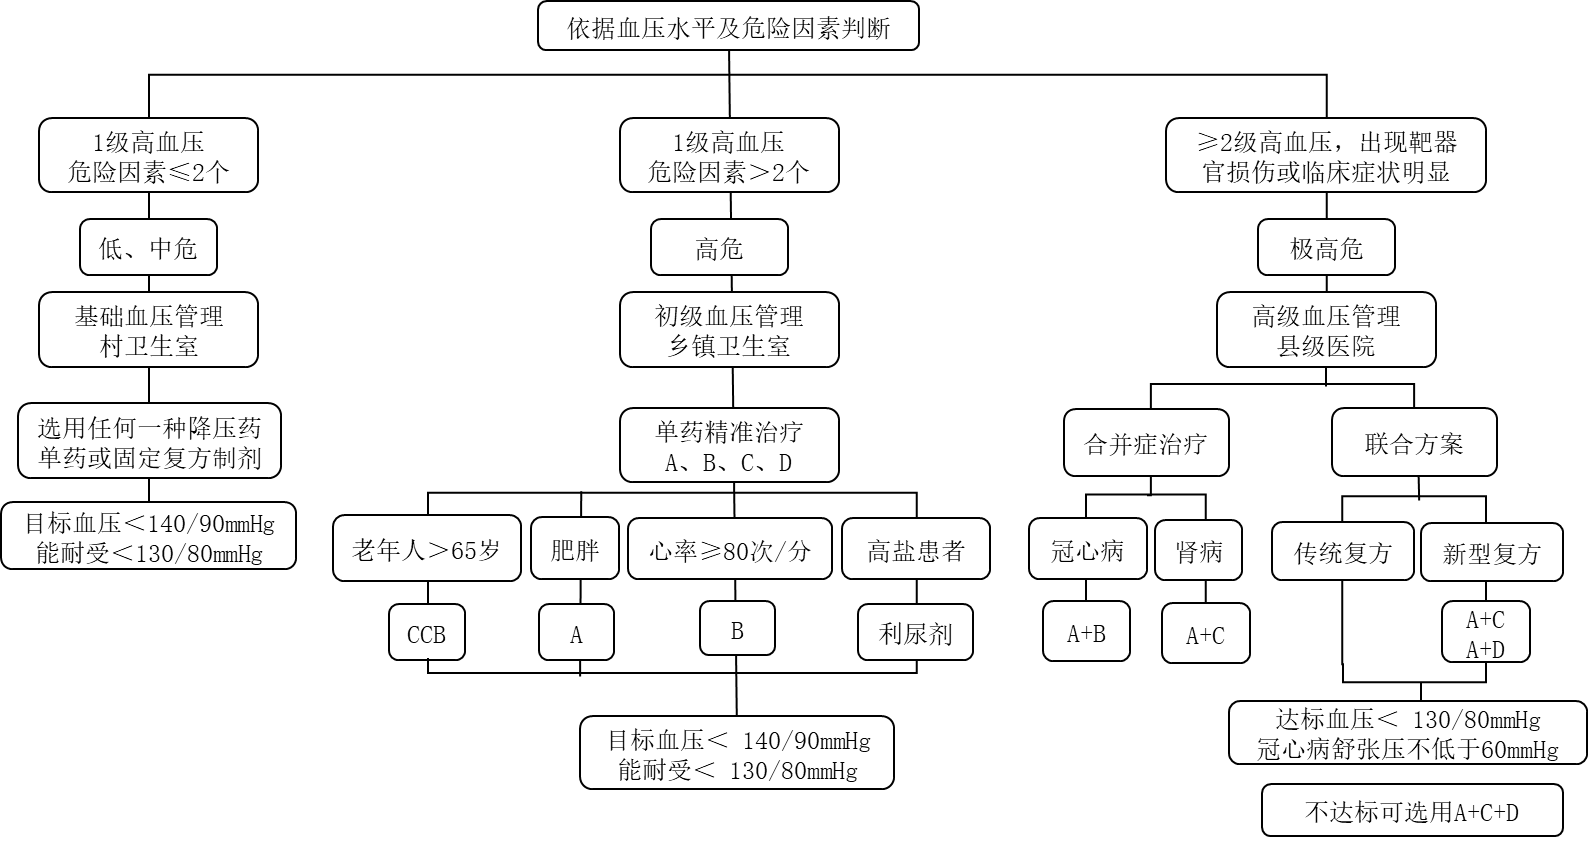 依据血压水平及危险因素判断
1级高血压
危险因素≤2个
1级高血压
危险因素＞2个
≥2级高血压，出现靶器
官损伤或临床症状明显
低、中危
高危
极高危
基础血压管理
村卫生室
初级血压管理
乡镇卫生室
高级血压管理
县级医院
选用任何一种降压药
单药或固定复方制剂
单药精准治疗
A、B、C、D
合并症治疗
联合方案
目标血压＜140/90mmHg
能耐受＜130/80mmHg
老年人＞65岁
肥胖
心率≥80次/分
高盐患者
冠心病
肾病
传统复方
新型复方
CCB
A
B
利尿剂
A+B
A+C
A+C
A+D
目标血压＜ 140/90mmHg
能耐受＜ 130/80mmHg
达标血压＜ 130/80mmHg
冠心病舒张压不低于60mmHg
不达标可选用A+C+D